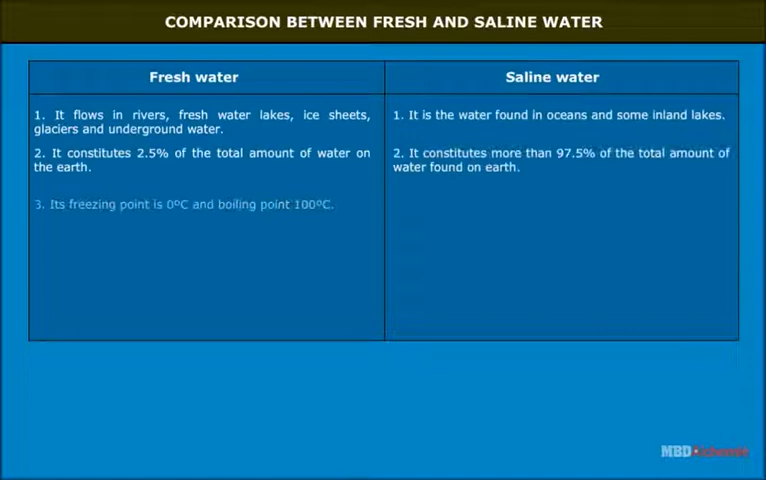 COMPARISON BETWEEN FRESH AND SALINE WATER
Fresh water
1. It flows in rivers, fresh water lakes, ice sheets,
glaciers and underground water.
2. It constitutes 2.5% of the total amount of water on
the earth.
3. Its freezing point is 0ºC and boiling point 100ºC.
Saline water
1. It is the water found in oceans and some inland lakes.
2. It constitutes more than 97.5% of the total amount of
water found on earth.
MBD